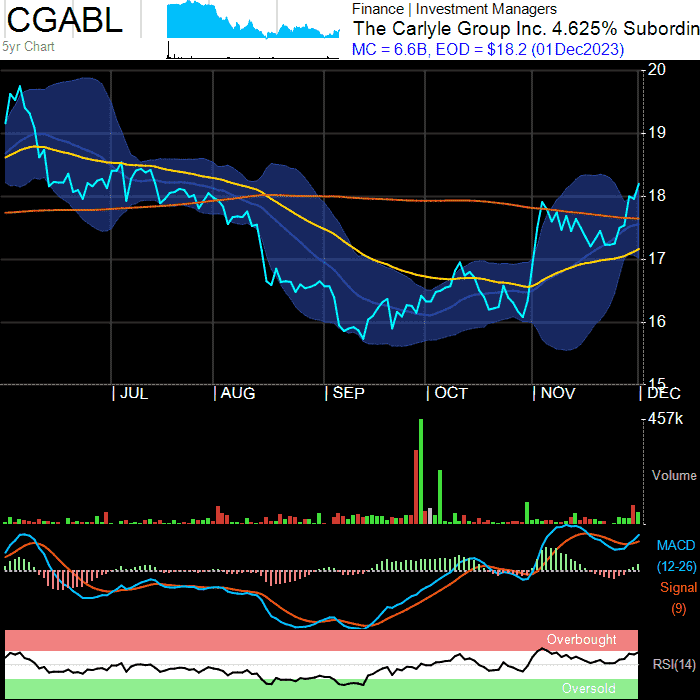 CGABL
5yr Chart
Finance | Investment Managers
The Carlyle Group Inc. 4.625% Subordin
MC = 6.6B, EOD = $18.2 (01Dec2023)
20
19
18
17
16
15
JUL AUG SEP OCT NOV DEC
457k
Volume
MACD
(12-26)
Signal
(9)
Overbought
RSI(14)
Oversold